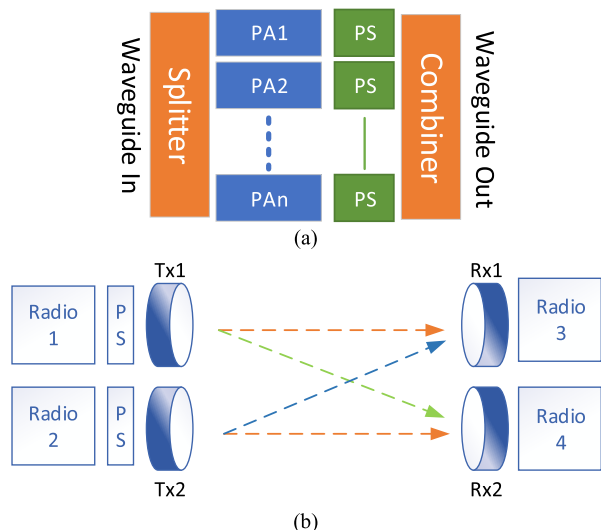 Waveguide In
Splitter
PA1
PS
PA2
PS
PAn
PS
Combiner
Waveguide Out
(a)
Tx1
Rx1
Radio
1
P
S
Radio
3
Radio
2
P
S
Radio
4
Tx2
Rx2
(b)